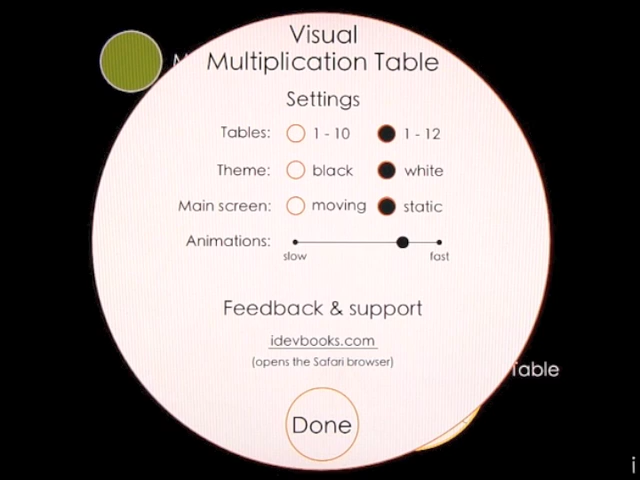 Visual
Multiplication Table
Settings
Tables: 1 - 10 1 - 12
Theme: black white
Main screen: moving static
Animations:
slow fast
Feedback & support
idevbooks.com
(opens the Safari browser)
Table
Done
i